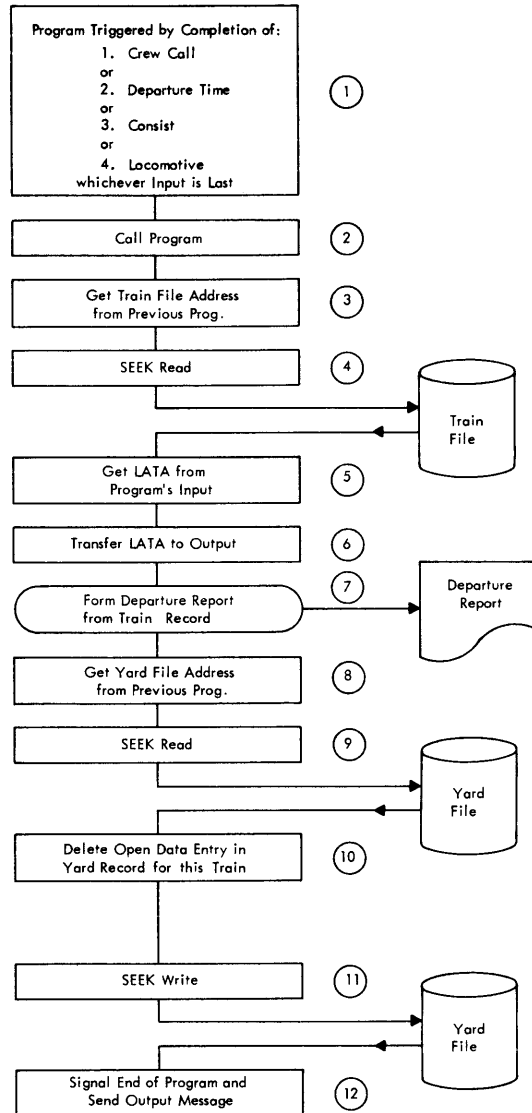 Program Triggered by Completion of:
1. Crew Call
or
2. Departure Time
or
3. Consist
or
4. Locomotive
whichever Input is Last
1
Call Program
2
Get Train File Address
from Previous Prog.
3
SEEK Read
4
Train
File
Get LATA from
Program's Input
5
Transfer LATA to Output
6
Form Departure Report
from Train Record
7
Departure
Report
Get Yard File Address
from Previous Prog.
8
SEEK Read
9
Yard
File
Delete Open Data Entry in
Yard Record for this Train
10
SEEK Write
11
Yard
File
Signal End of Program and
Send Output Message
12